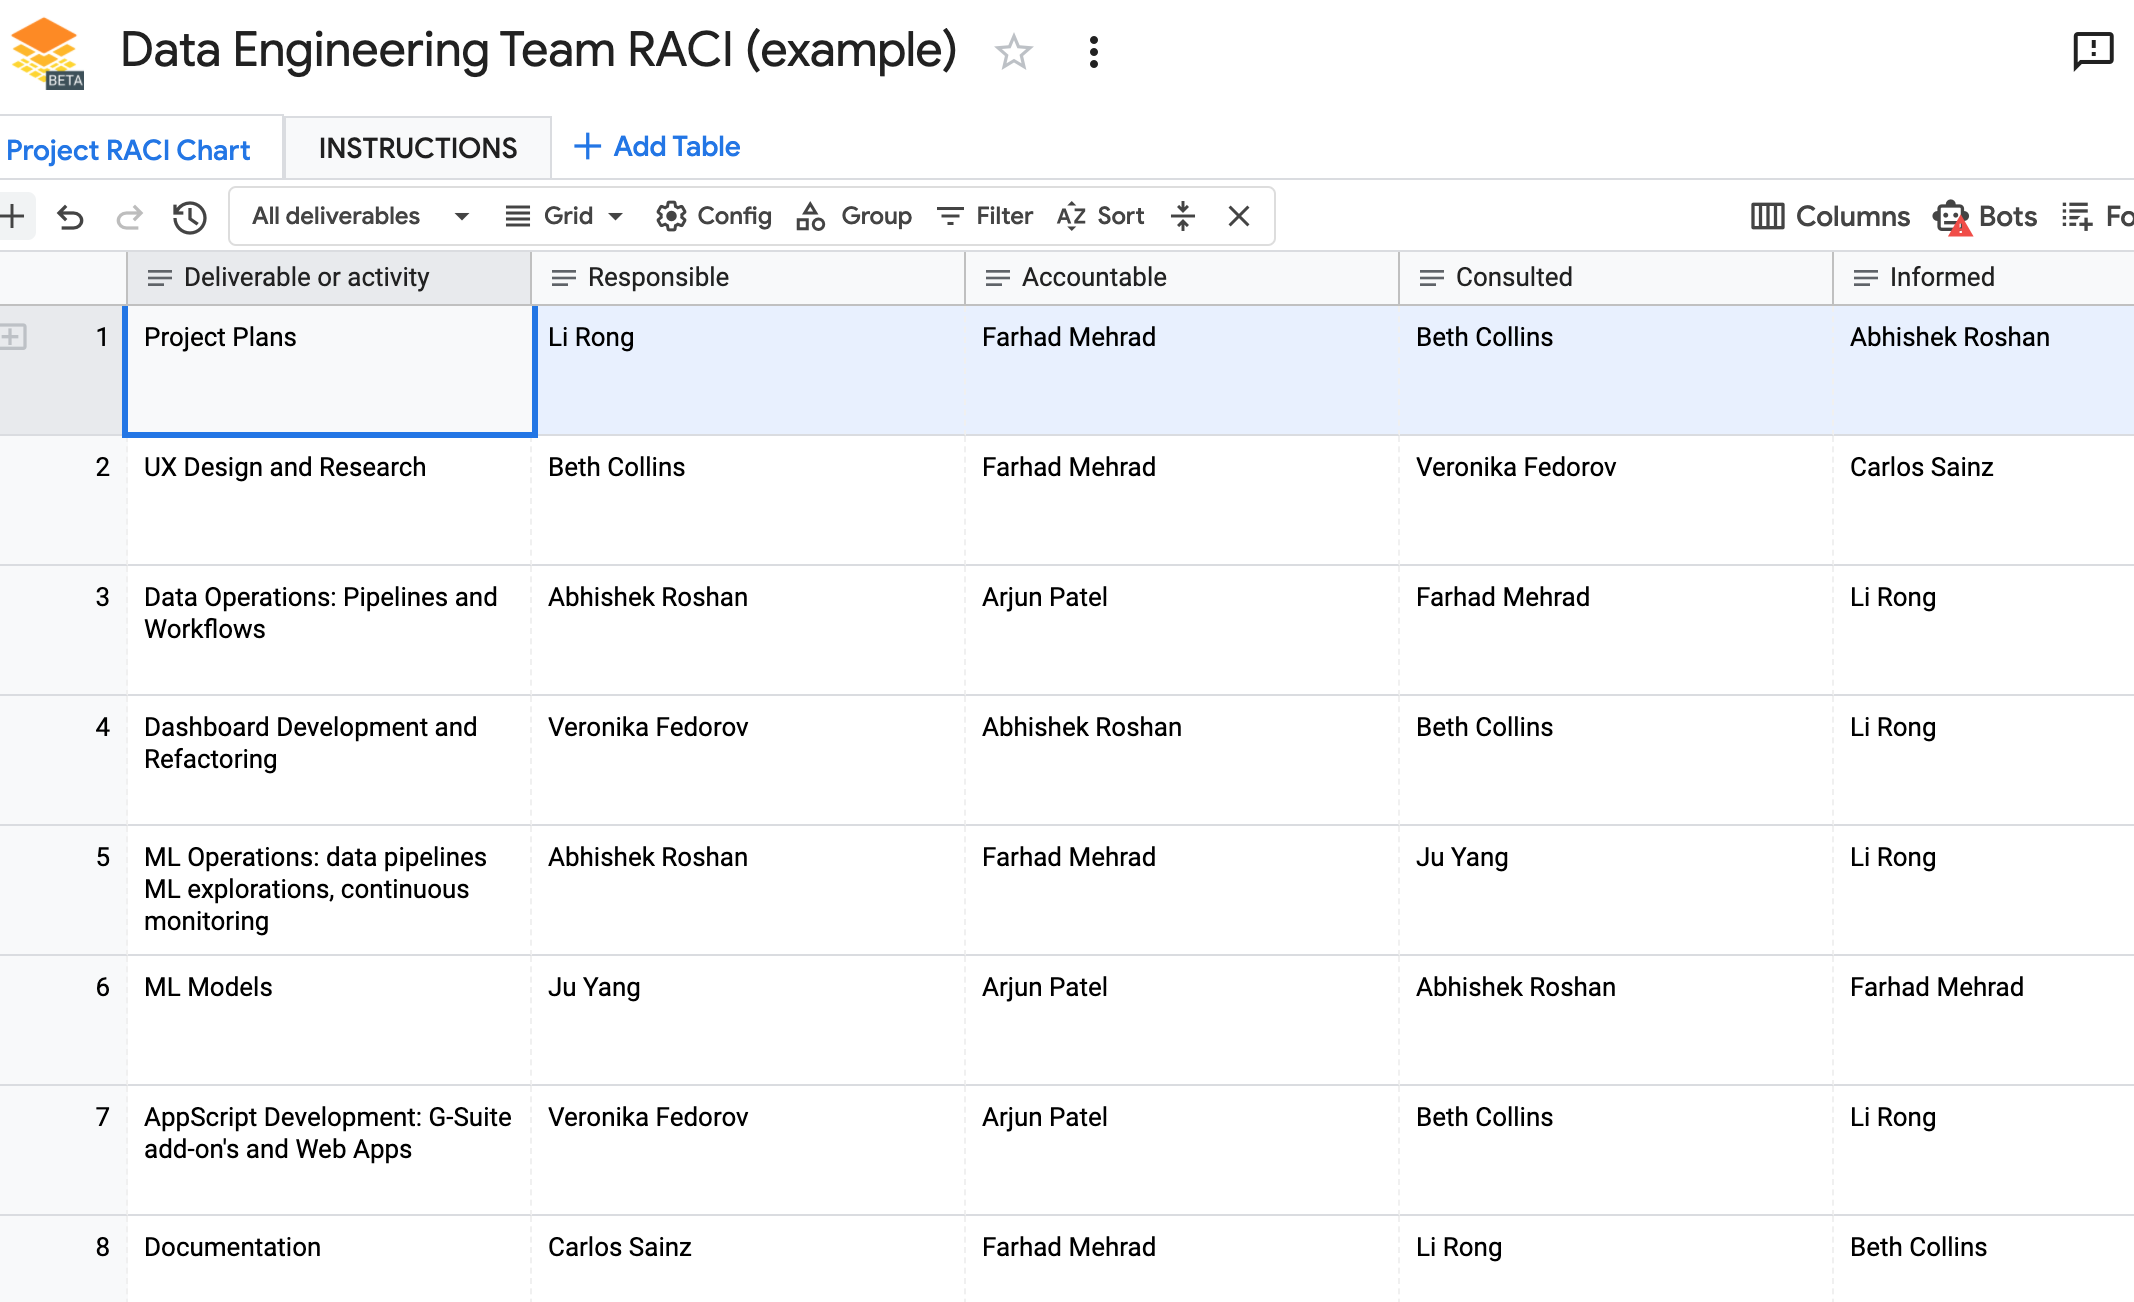 BETA
Data Engineering Team RACI (example)
Project RACI Chart
INSTRUCTIONS
Add Table
All deliverables
Grid
Config
Group
Filter
Sort
Columns
Bots
Fo
Deliverable or activity
Responsible
Accountable
Consulted
Informed
1
Project Plans
Li Rong
Farhad Mehrad
Beth Collins
Abhishek Roshan
2
UX Design and Research
Beth Collins
Farhad Mehrad
Veronika Fedorov
Carlos Sainz
3
Data Operations: Pipelines and
Workflows
Abhishek Roshan
Arjun Patel
Farhad Mehrad
Li Rong
4
Dashboard Development and
Refactoring
Veronika Fedorov
Abhishek Roshan
Beth Collins
Li Rong
5
ML Operations: data pipelines
ML explorations, continuous
monitoring
Abhishek Roshan
Farhad Mehrad
Ju Yang
Li Rong
6
ML Models
Ju Yang
Arjun Patel
Abhishek Roshan
Farhad Mehrad
7
AppScript Development: G-Suite
add-on's and Web Apps
Veronika Fedorov
Arjun Patel
Beth Collins
Li Rong
8
Documentation
Carlos Sainz
Farhad Mehrad
Li Rong
Beth Collins